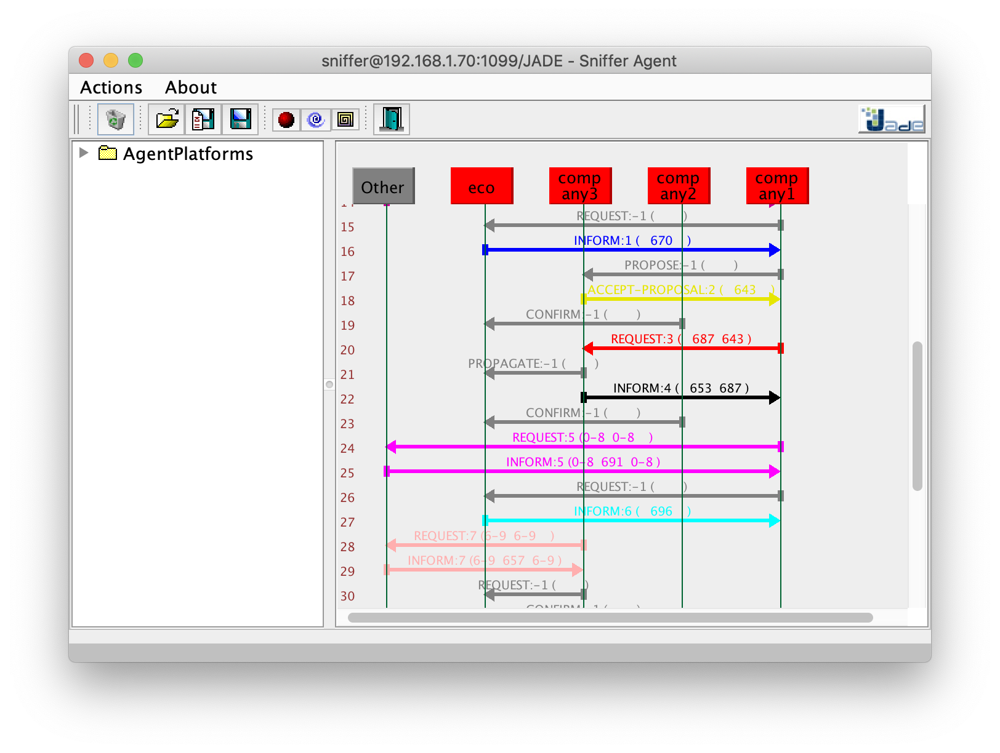 sniffer@192.168.1.70:1099/JADE - Sniffer Agent
Actions About
Jade
AgentPlatforms
Other eco comp any3 comp any2 comp any1
15 REQUEST:-1 ( )
16 INFORM:1 ( 670 )
17 PROPOSE:-1 ( )
18 ACCEPT-PROPOSAL:2 ( 643 )
19 CONFIRM:-1 ( )
20 REQUEST:3 ( 687 643 )
21 PROPAGATE:-1 ( )
22 INFORM:4 ( 653 687 )
23 CONFIRM:-1 ( )
24 REQUEST:5 (0-8 0-8 )
25 INFORM:5 (0-8 691 0-8 )
26 REQUEST:-1 ( )
27 INFORM:6 ( 696 )
28 REQUEST:7 (6-9 6-9 )
29 INFORM:7 (6-9 657 6-9 )
30 REQUEST:-1 ( )
CONFIRM:-1 ( )